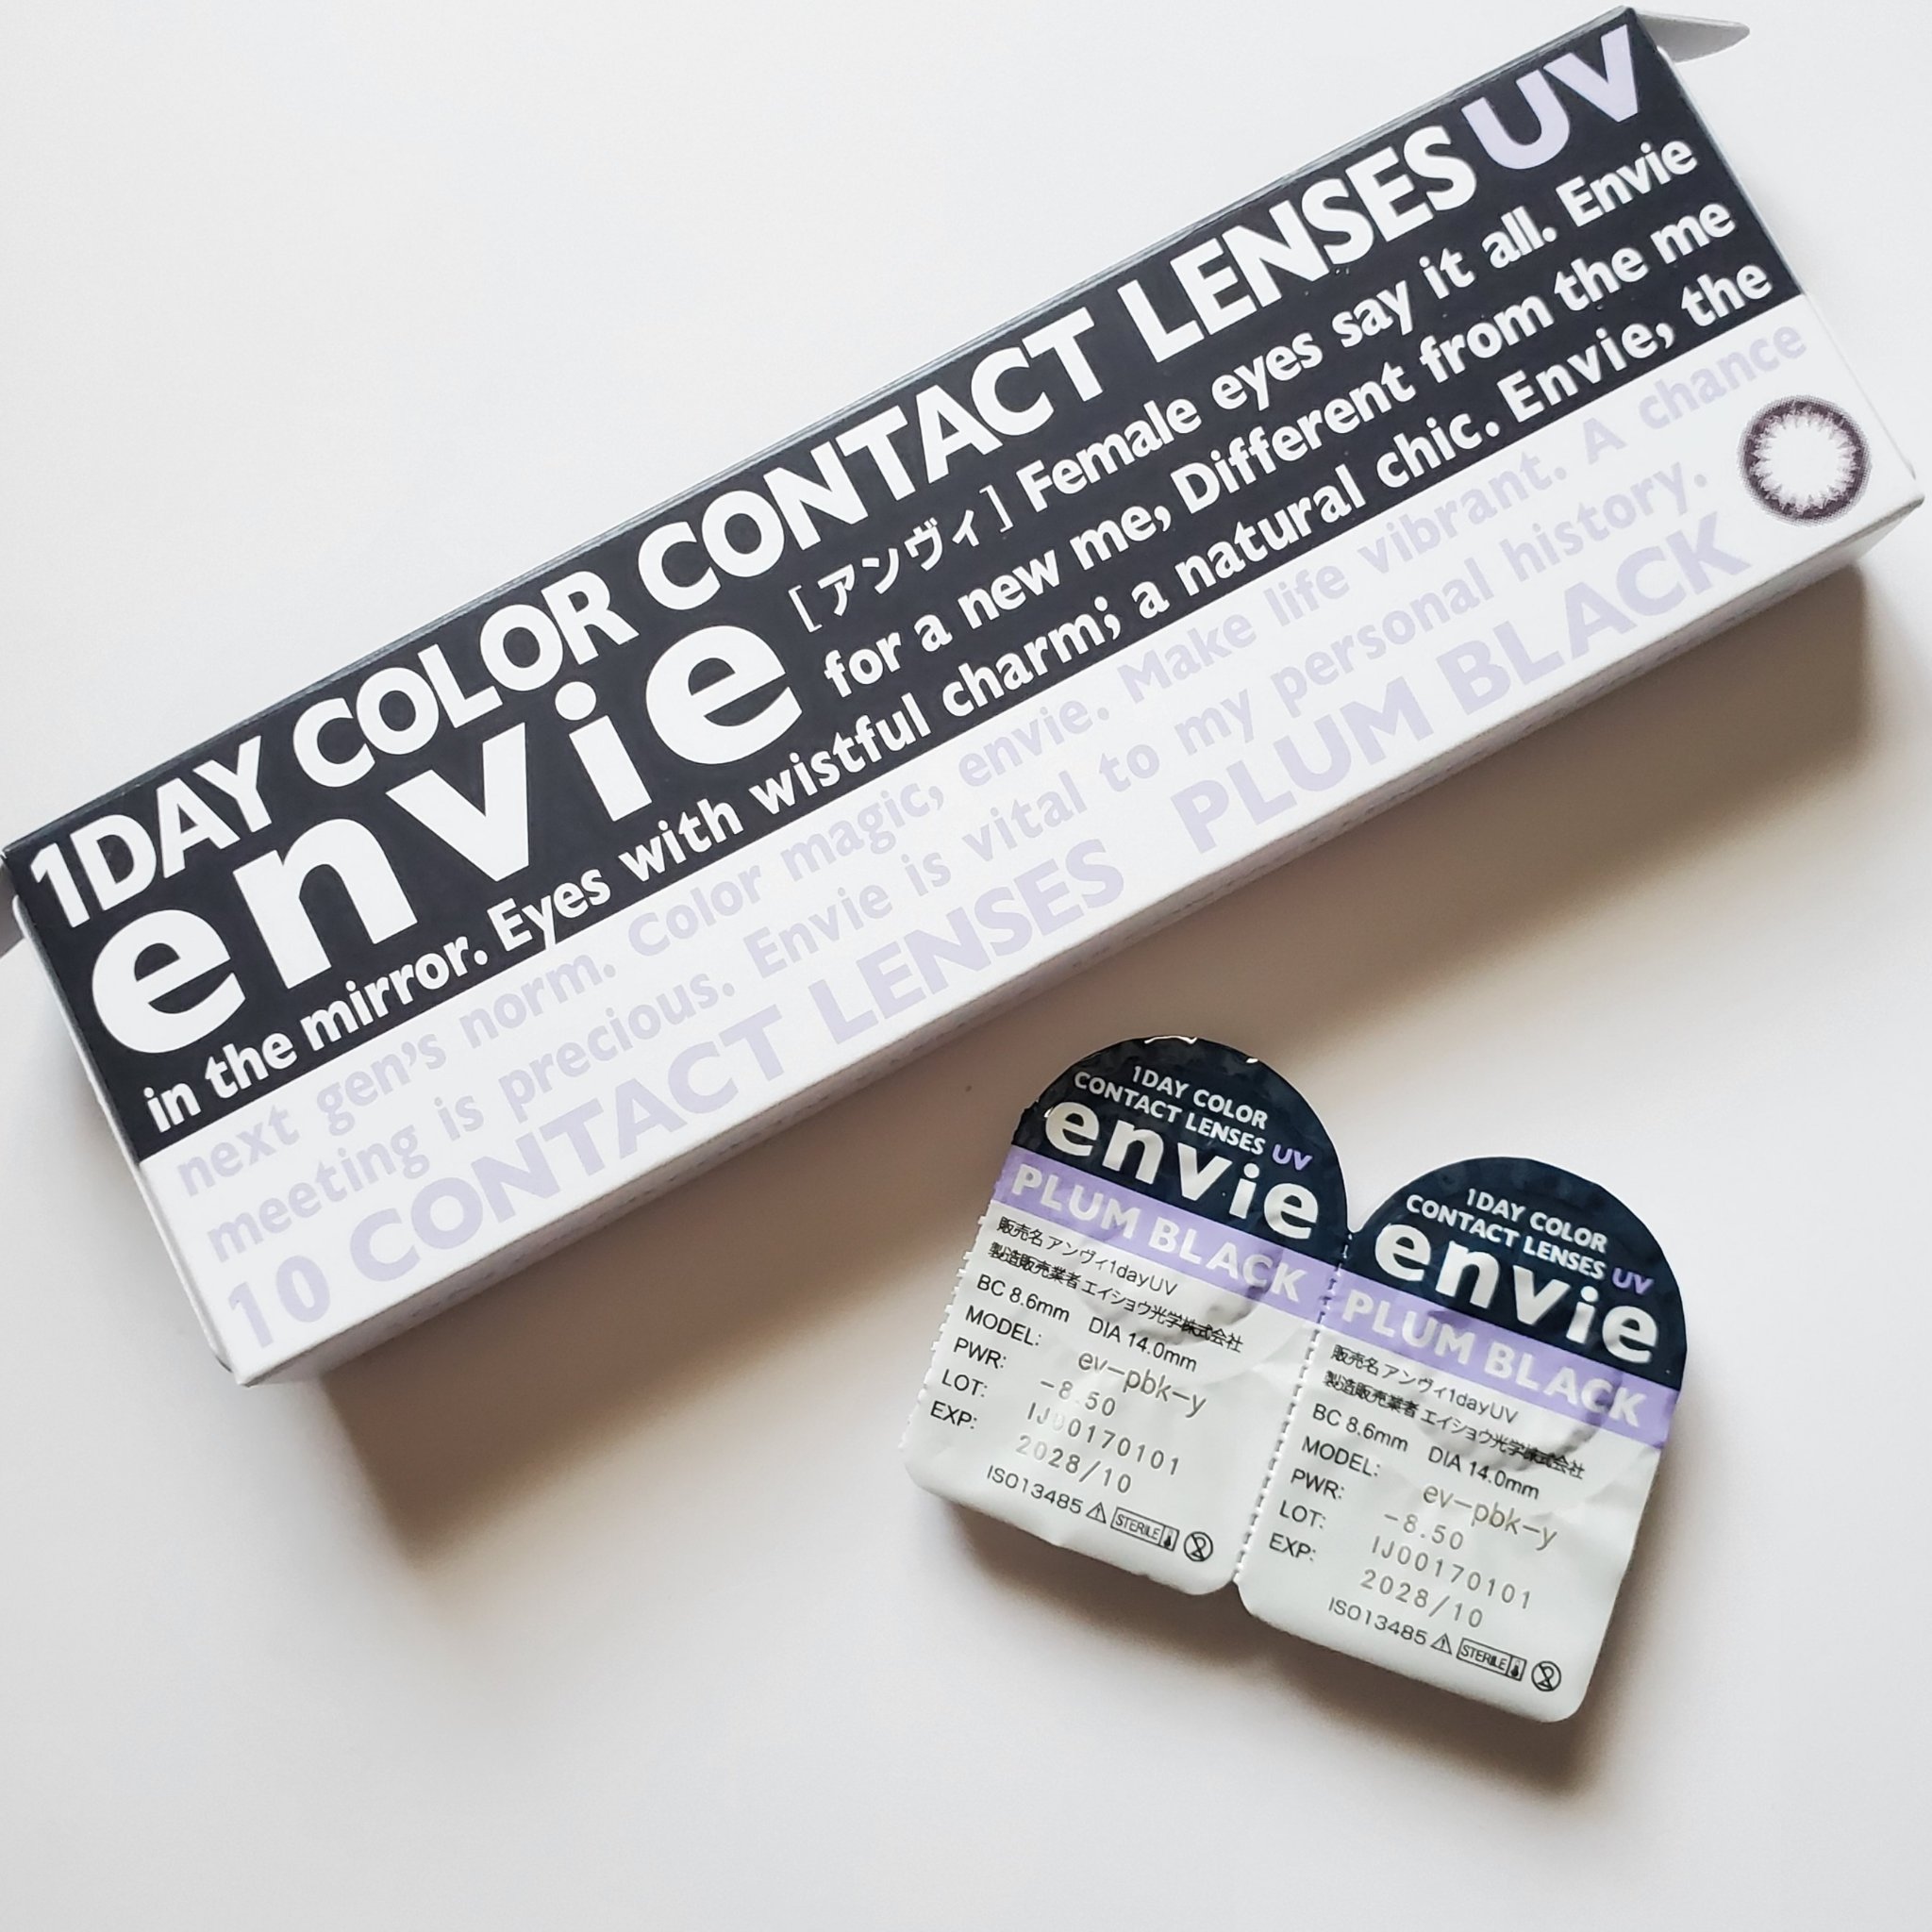 1DAY COLOR CONTACT LENSES UV
envie [アンヴィ] Female eyes say it all. Envie
for a new me, Different from the me
in the mirror. Eyes with wistful charm; a natural chic. Envie, the
next gen's norm. Color magic, envie. Make life vibrant. A chance
meeting is precious. Envie is vital to my personal history.
10 CONTACT LENSES PLUM BLACK
1DAY COLOR
CONTACT LENSES UV
envie
PLUM BLACK
販売名 アンヴィ1dayUV
製造販売業者 エイショウ光学株式会社
BC 8.6mm DIA 14.0mm
MODEL: ev-pbk-y
PWR: -8.50
LOT: IJ00170101
EXP: 2028/10
ISO13485 STERILE
1DAY COLOR
CONTACT LENSES UV
envie
PLUM BLACK
販売名 アンヴィ1dayUV
製造販売業者 エイショウ光学株式会社
BC 8.6mm DIA 14.0mm
MODEL: ev-pbk-y
PWR: -8.50
LOT: IJ00170101
EXP: 2028/10
ISO13485 STERILE